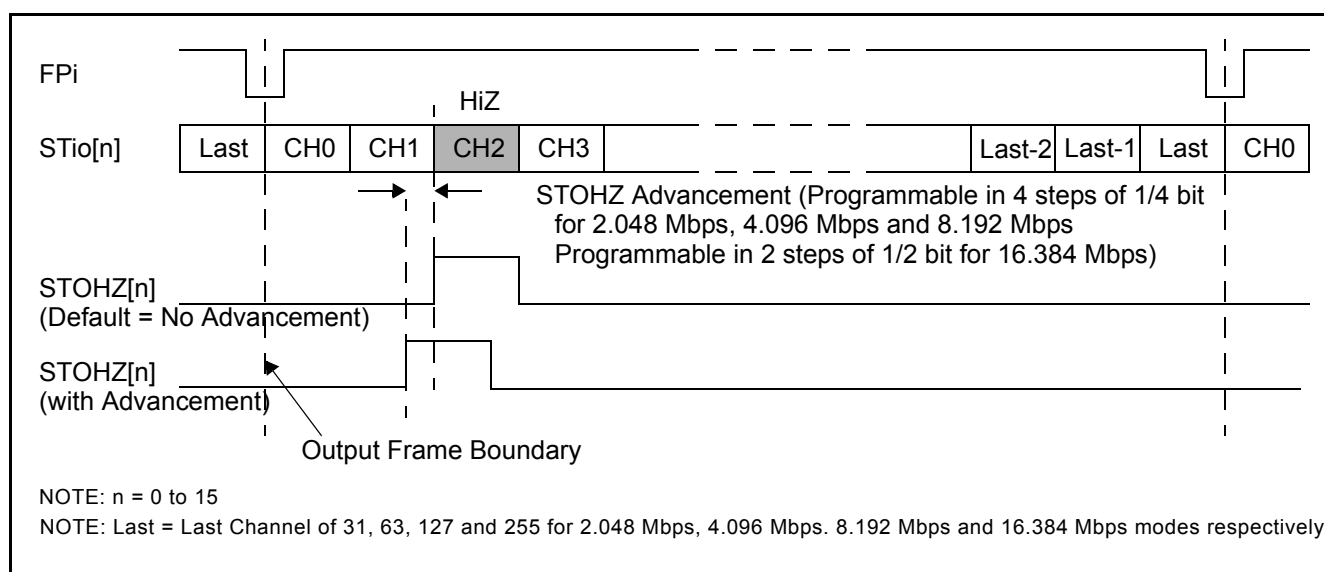 FPi
HiZ
STio[n] Last CH0 CH1 CH2 CH3 Last-2 Last-1 Last CH0
STOHZ Advancement (Programmable in 4 steps of 1/4 bit
for 2.048 Mbps, 4.096 Mbps and 8.192 Mbps
Programmable in 2 steps of 1/2 bit for 16.384 Mbps)
STOHZ[n]
(Default = No Advancement)
STOHZ[n]
(with Advancement)
Output Frame Boundary
NOTE: n = 0 to 15
NOTE: Last = Last Channel of 31, 63, 127 and 255 for 2.048 Mbps, 4.096 Mbps. 8.192 Mbps and 16.384 Mbps modes respectively